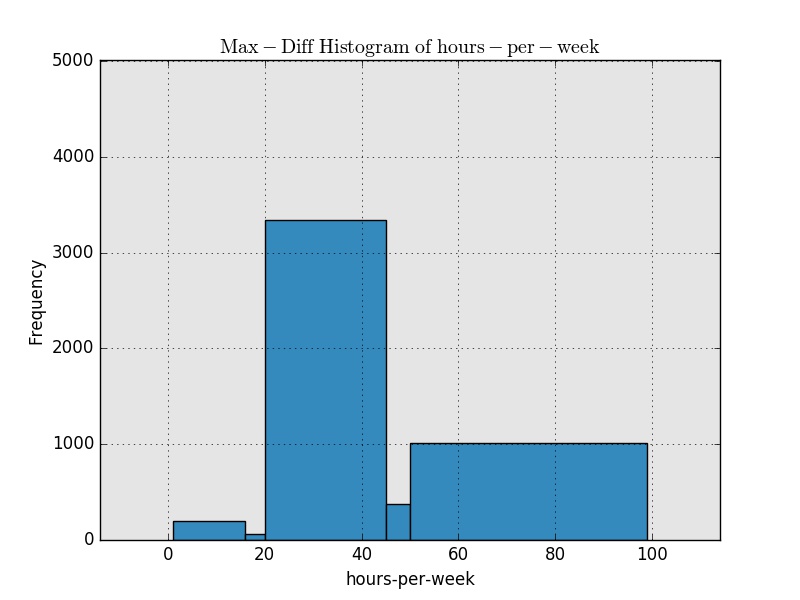 Max − Diff Histogram of hours − per − week
5000
4000
3000
2000
1000
0
0 20 40 60 80 100
Frequency
hours-per-week